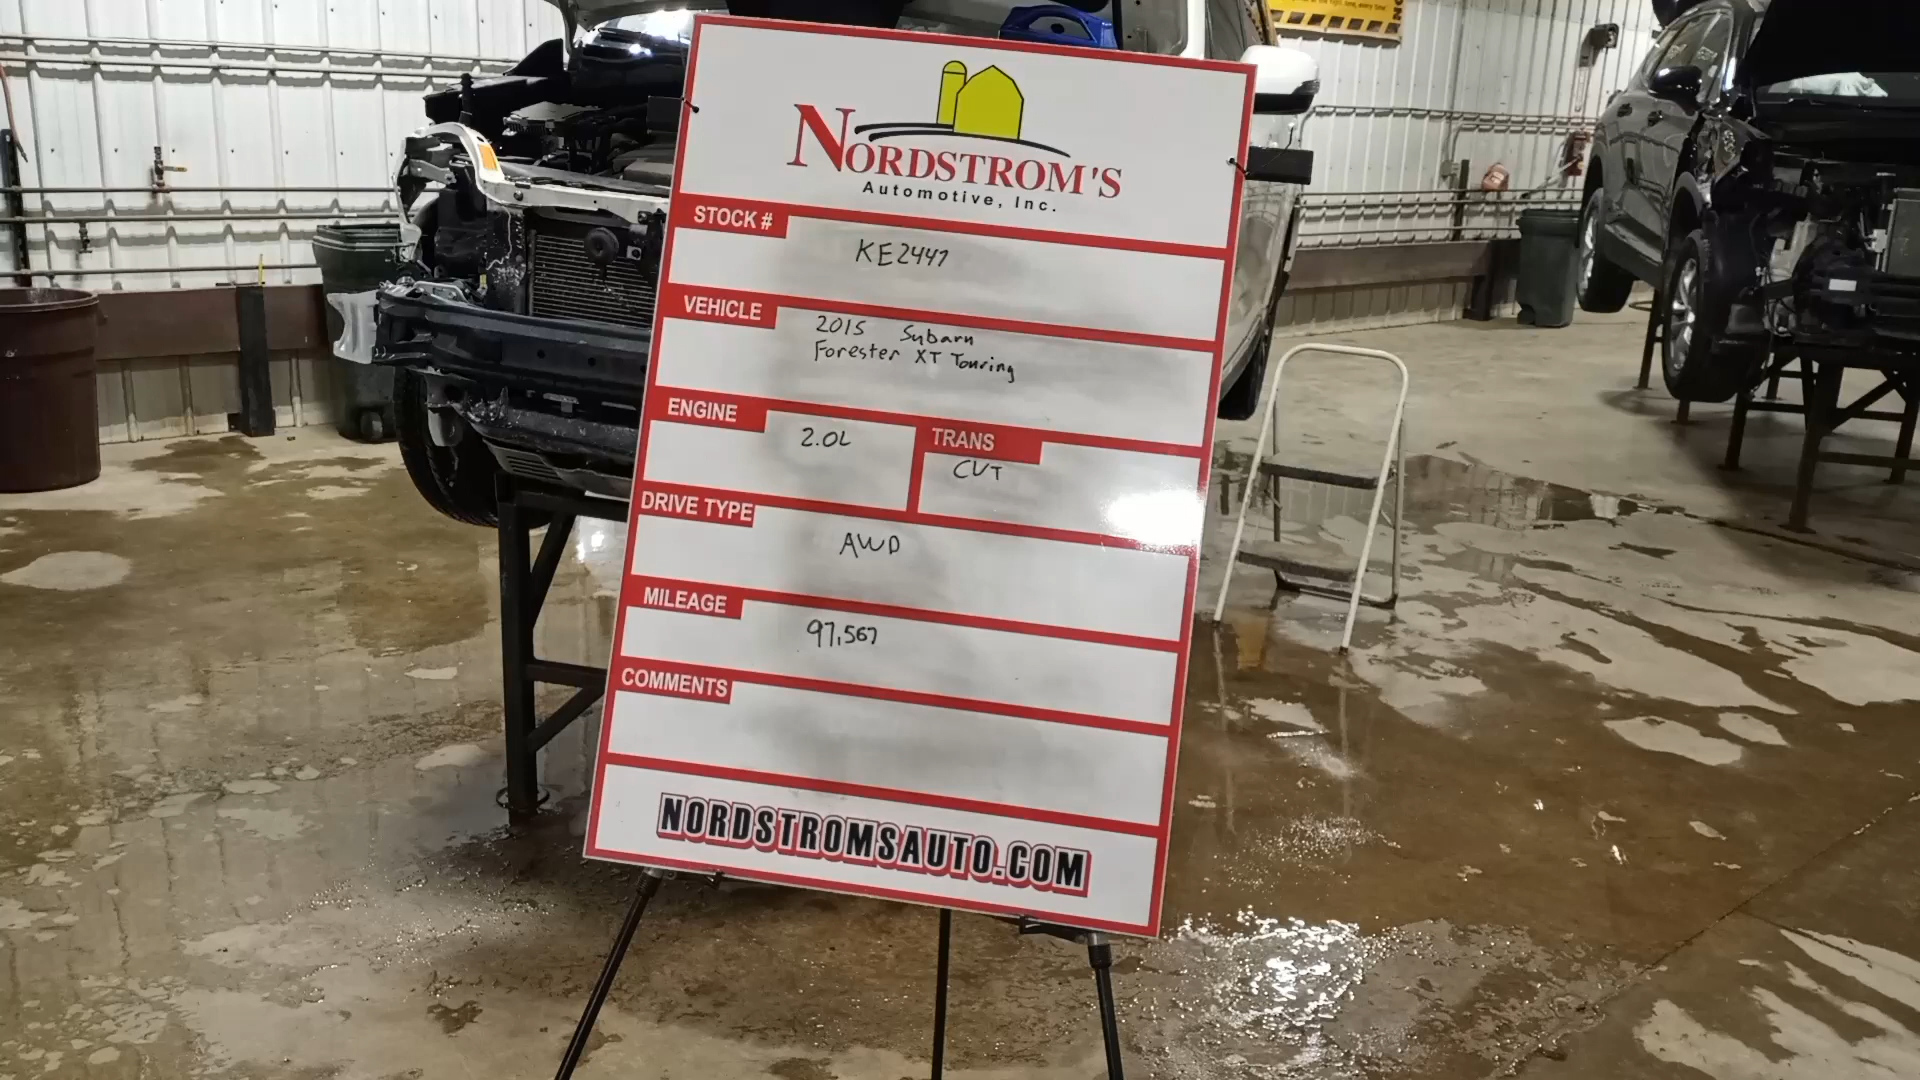 NORDSTROM'S
Automotive, Inc.
STOCK #
KE2447
VEHICLE
2015 Subaru
Forester XT Touring
ENGINE
2.0L
TRANS
CVT
DRIVE TYPE
AWD
MILEAGE
97,567
COMMENTS
NORDSTROMSAUTO.COM